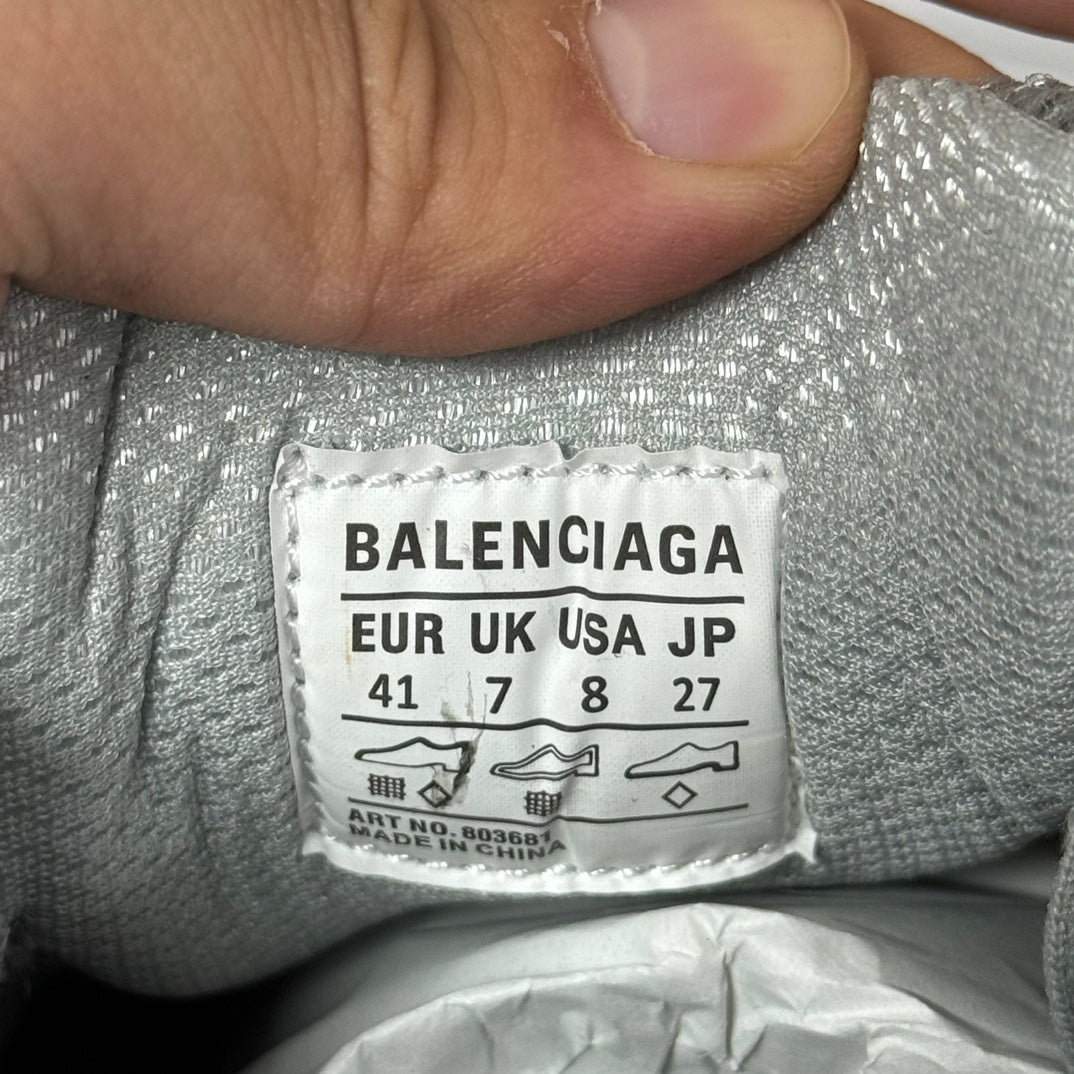 BALENCIAGA
EUR UK USA JP
41 7 8 27
ART NO. 803681
MADE IN CHINA